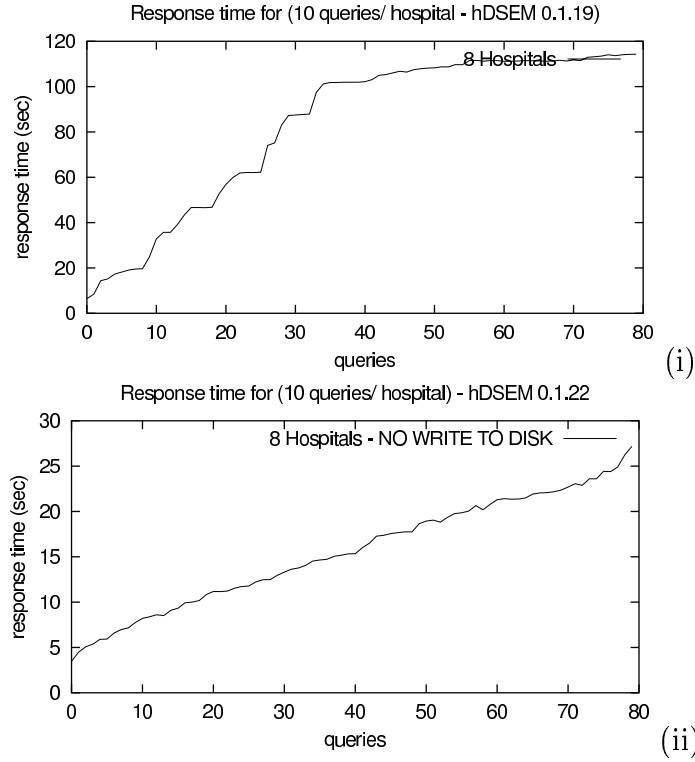 Response time for (10 queries/ hospital - hDSEM 0.1.19)
120
100
80
60
40
20
0
response time (sec)
8 Hospitals
0 10 20 30 40 50 60 70 80
queries
(i)
Response time for (10 queries/ hospital) - hDSEM 0.1.22
30
25
20
15
10
5
0
response time (sec)
8 Hospitals - NO WRITE TO DISK
0 10 20 30 40 50 60 70 80
queries
(ii)